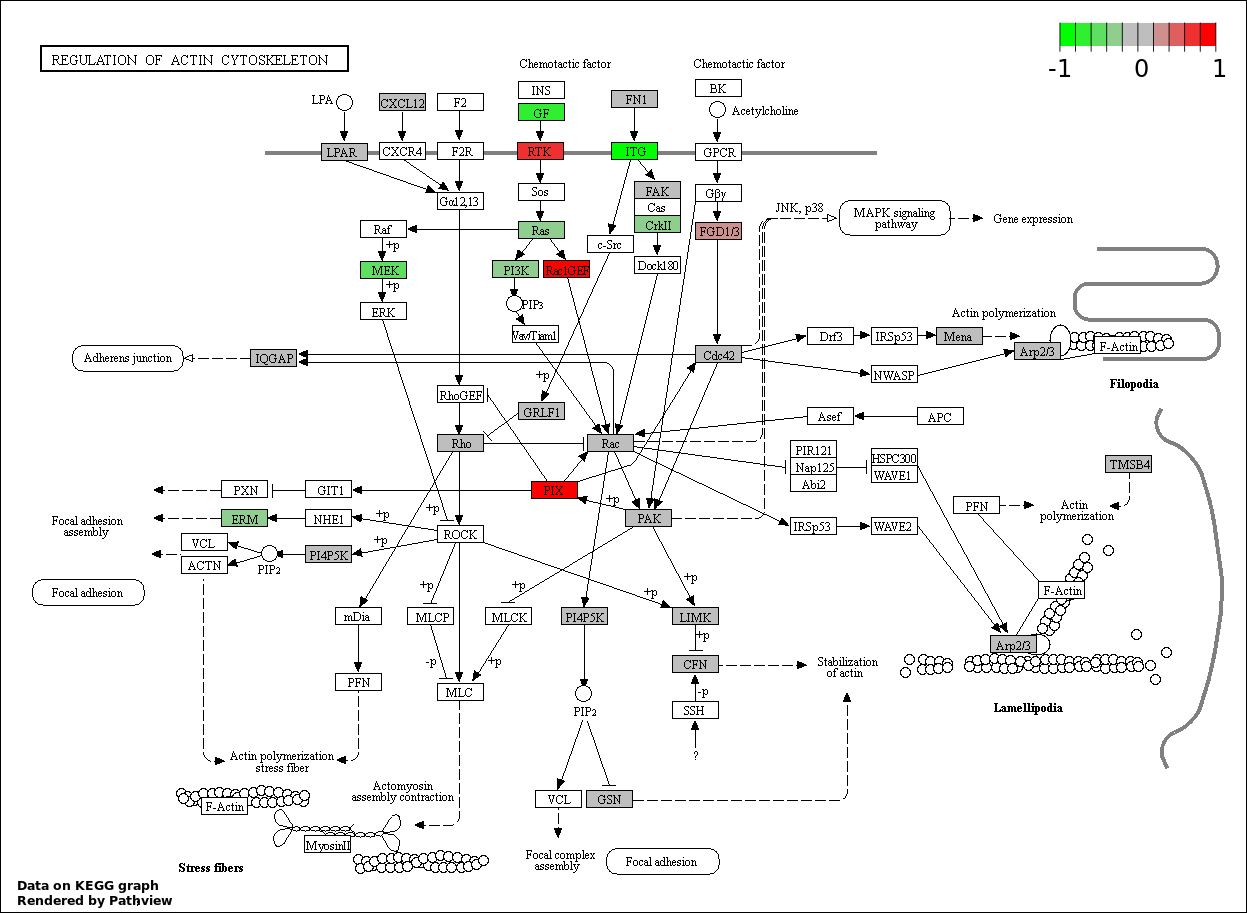 REGULATION OF ACTIN CYTOSKELETON
-1 0 1
Chemotactic factor
Chemotactic factor
LPA
CXCL12
F2
INS
GF
FN1
BK
Acetylcholine
LPAR
CXCR4
F2R
RTK
ITG
GPCR
Gα12,13
Sos
FAK
Cas
CrkII
Gβγ
JNK, p38
MAPK signaling
pathway
Gene expression
Raf
Ras
c-Src
FGD1/3
+p
MEK
PI3K
Rac1GEF
Dock180
+p
ERK
PIP3
Vav/Tiam1
Actin polymerization
Drf3
IRSp53
Mena
Arp2/3
F-Actin
Adherens junction
IQGAP
Cdc42
NWASP
Filopodia
+p
RhoGEF
GRLF1
Asef
APC
Rho
Rac
PIR121
Nap125
Abi2
HSPC300
WAVE1
TMSB4
PXN
GIT1
PIX
+p
PFN
Actin
polymerization
Focal adhesion
assembly
ERM
NHE1
+p
+p
PAK
IRSp53
WAVE2
VCL
ACTN
PIP2
PI4P5K
+p
ROCK
Focal adhesion
+p
+p
+p
+p
F-Actin
mDia
MLCP
MLCK
PI4P5K
LIMK
+p
Arp2/3
-p
+p
CFN
Stabilization
of actin
PFN
MLC
-p
SSH
PIP2
Lamellipodia
?
Actin polymerization
stress fiber
Actomyosin
assembly contraction
F-Actin
MyosinII
VCL
GSN
Stress fibers
Focal complex
assembly
Focal adhesion
Data on KEGG graph
Rendered by Pathview